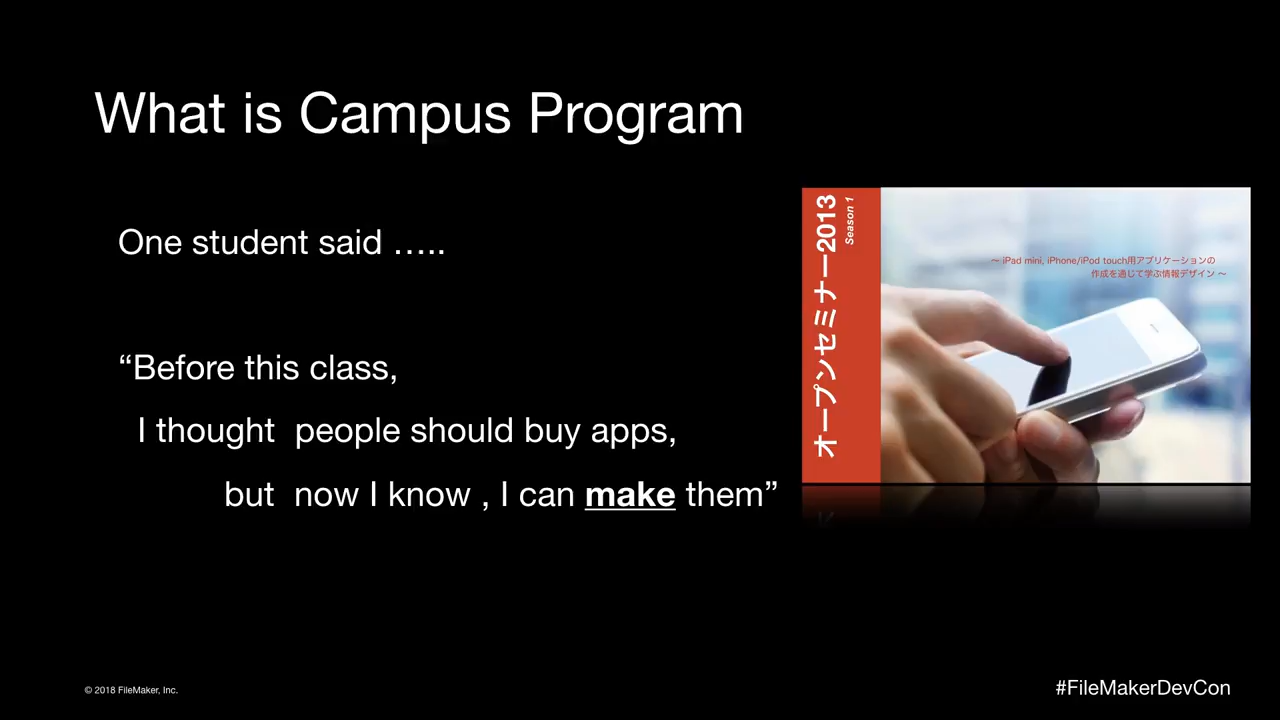 What is Campus Program
One student said .....
“Before this class,
I thought people should buy apps,
but now I know , I can make them”
オープンセミナー2013
Season 1
〜 iPad mini, iPhone/iPod touch用アプリケーションの
作成を通じて学ぶ情報デザイン 〜
© 2018 FileMaker, Inc.
#FileMakerDevCon